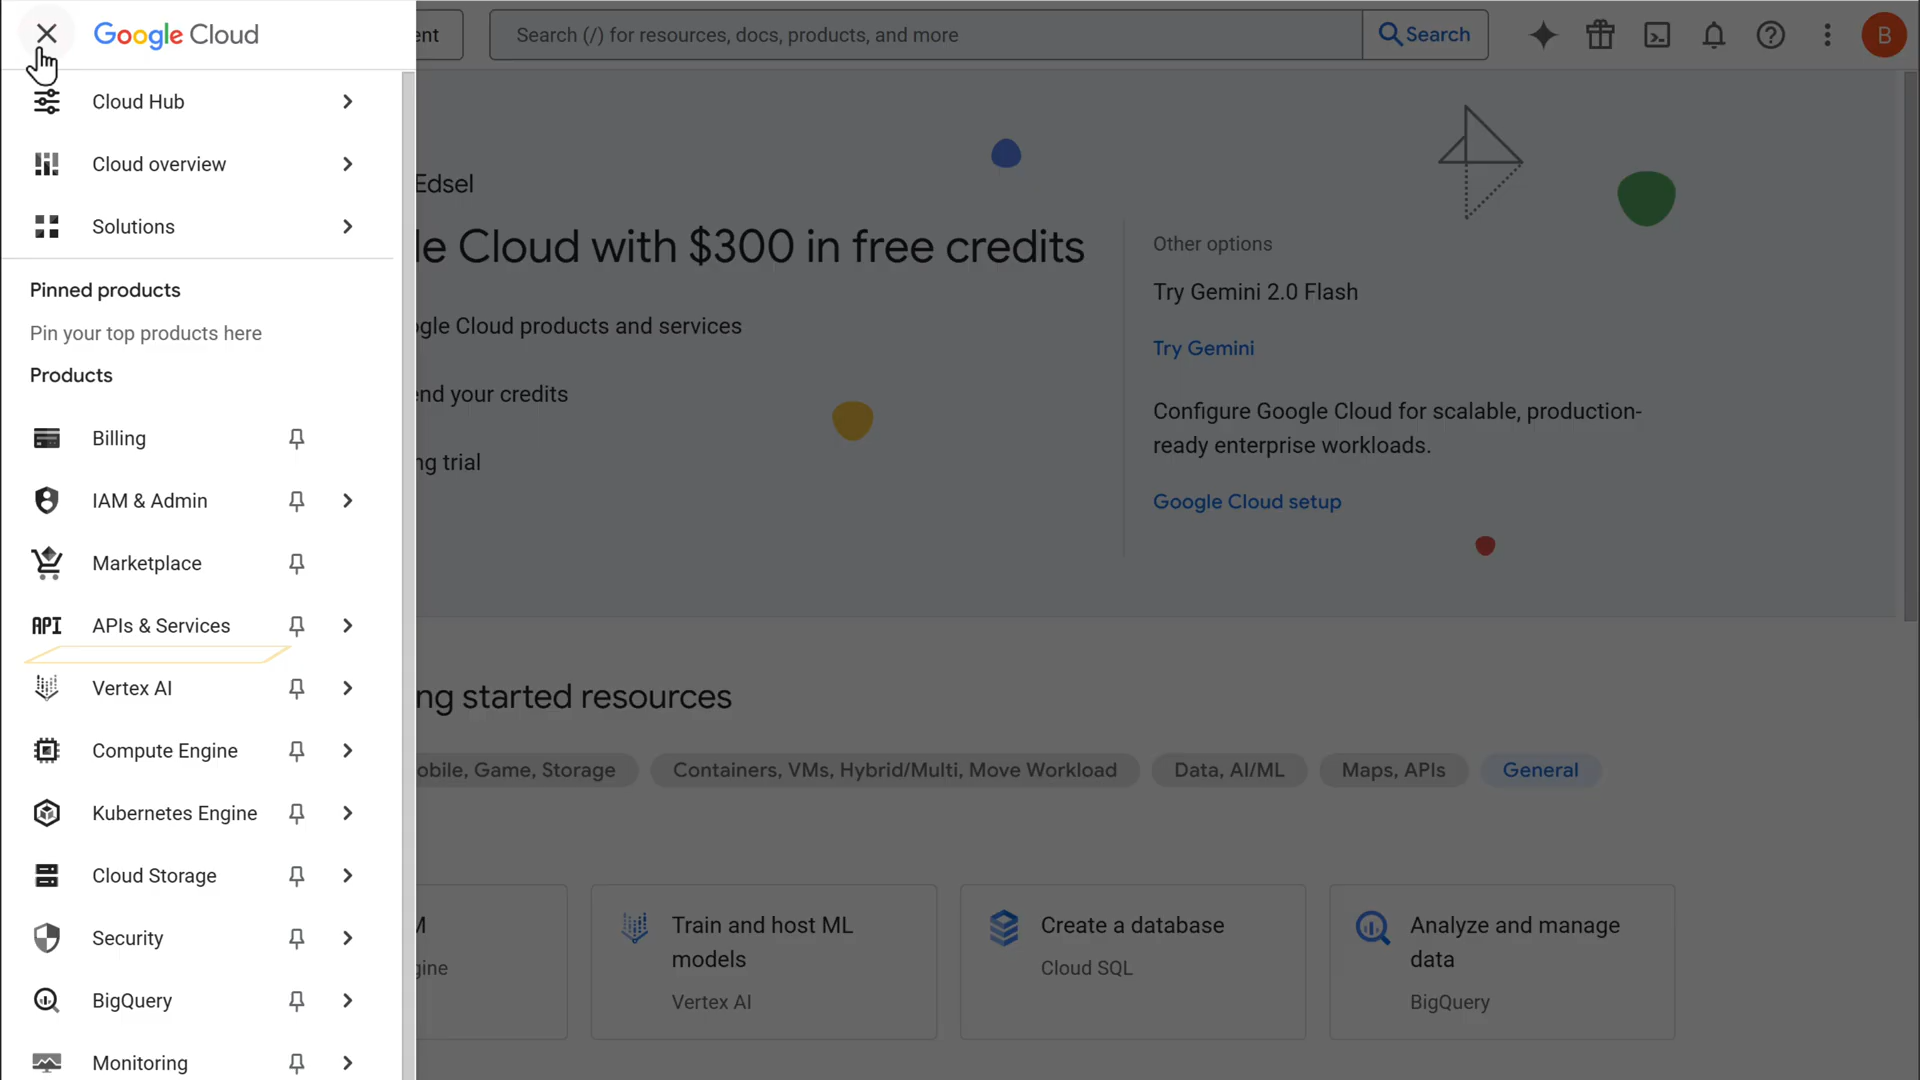 Google Cloud
ent
Search (/) for resources, docs, products, and more
Search
B
Cloud Hub
Cloud overview
Solutions
Pinned products
Pin your top products here
Products
Billing
IAM & Admin
Marketplace
API APIs & Services
Vertex AI
Compute Engine
Kubernetes Engine
Cloud Storage
Security
BigQuery
Monitoring
Edsel
le Cloud with $300 in free credits
ogle Cloud products and services
end your credits
ng trial
Other options
Try Gemini 2.0 Flash
Try Gemini
Configure Google Cloud for scalable, production-
ready enterprise workloads.
Google Cloud setup
ng started resources
obile, Game, Storage
Containers, VMs, Hybrid/Multi, Move Workload
Data, AI/ML
Maps, APIs
General
M
gine
Train and host ML
models
Vertex AI
Create a database
Cloud SQL
Analyze and manage
data
BigQuery